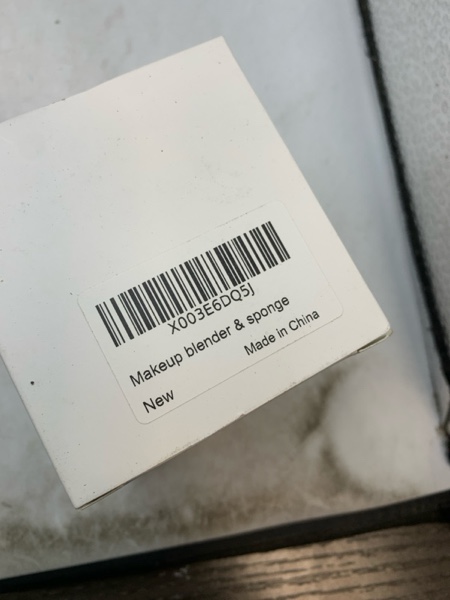 X003E6DQ5J
Makeup blender & sponge
New
Made in China